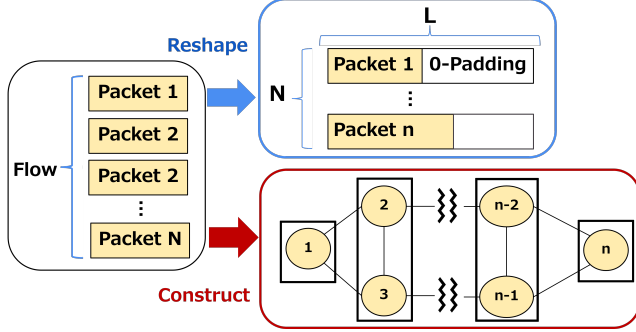 L
Reshape
Packet 1
0-Padding
N
Packet 1
Packet 2
Packet 2
Flow
Packet n
Packet N
2
n-2
1
n
3
n-1
Construct